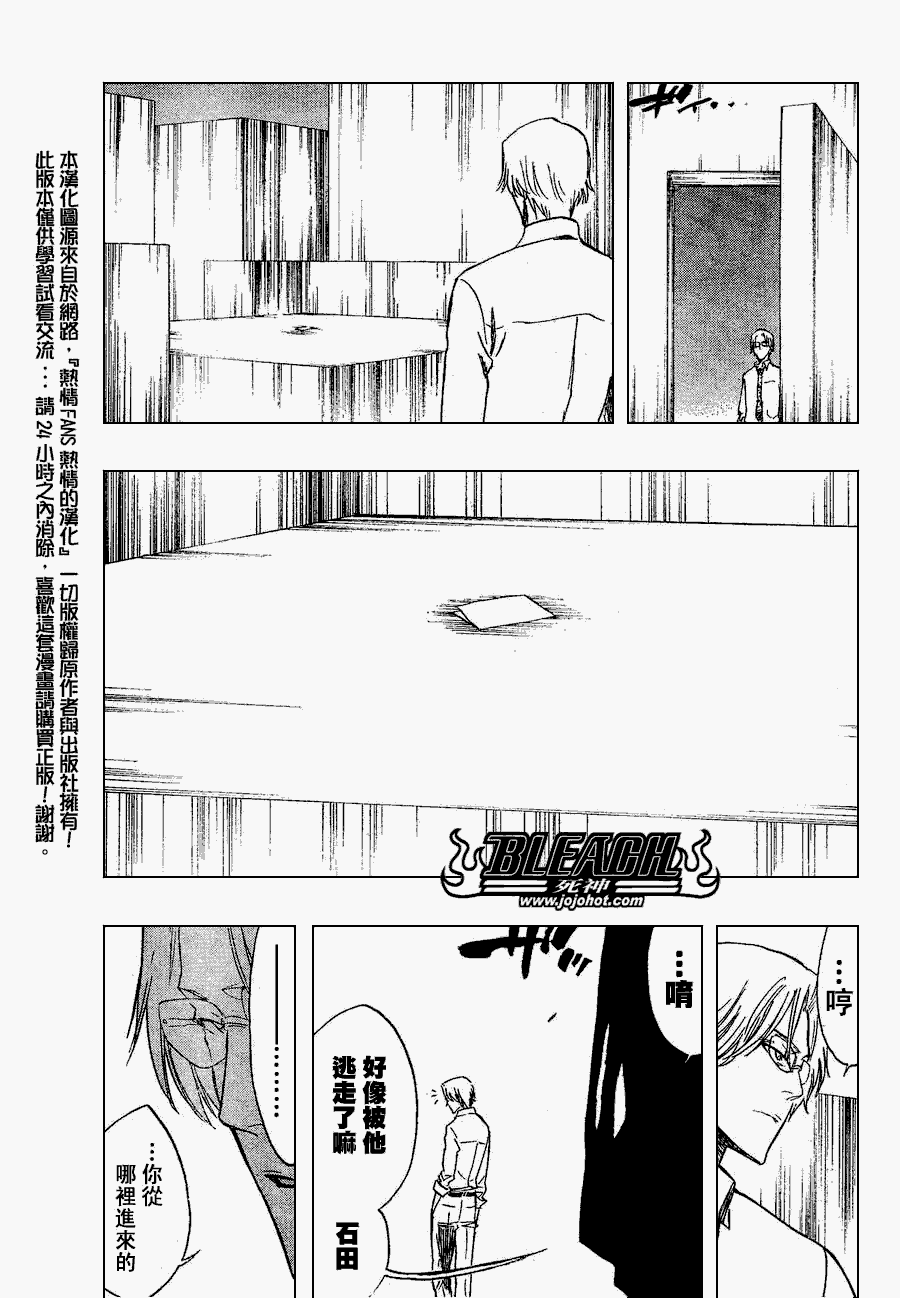 ギィ...
本漢化圖源來自於網路，『熱情FANS熱情的漢化』一切版權歸原作者與出版社擁有！
此版本僅供學習試看交流...請24小時之內消除，喜歡這套漫畫請購買正版！謝謝。
BLEACH
死神
www.jojohot.com
…哼
…唷
好像被他
逃走了嘛
石田
————………
…你從
哪裡進來的